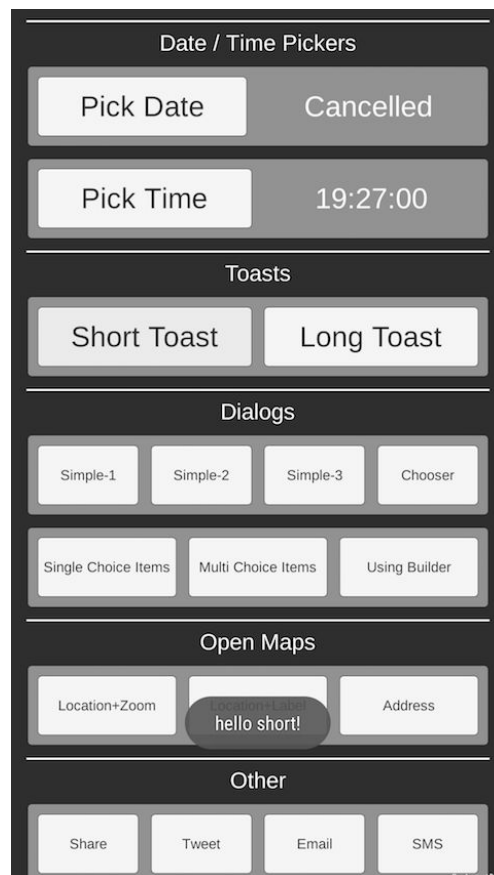 Date / Time Pickers
Pick Date Cancelled
Pick Time 19:27:00
Toasts
Short Toast Long Toast
Dialogs
Simple-1 Simple-2 Simple-3 Chooser
Single Choice Items Multi Choice Items Using Builder
Open Maps
Location+Zoom Location+Label Address
hello short!
Other
Share Tweet Email SMS